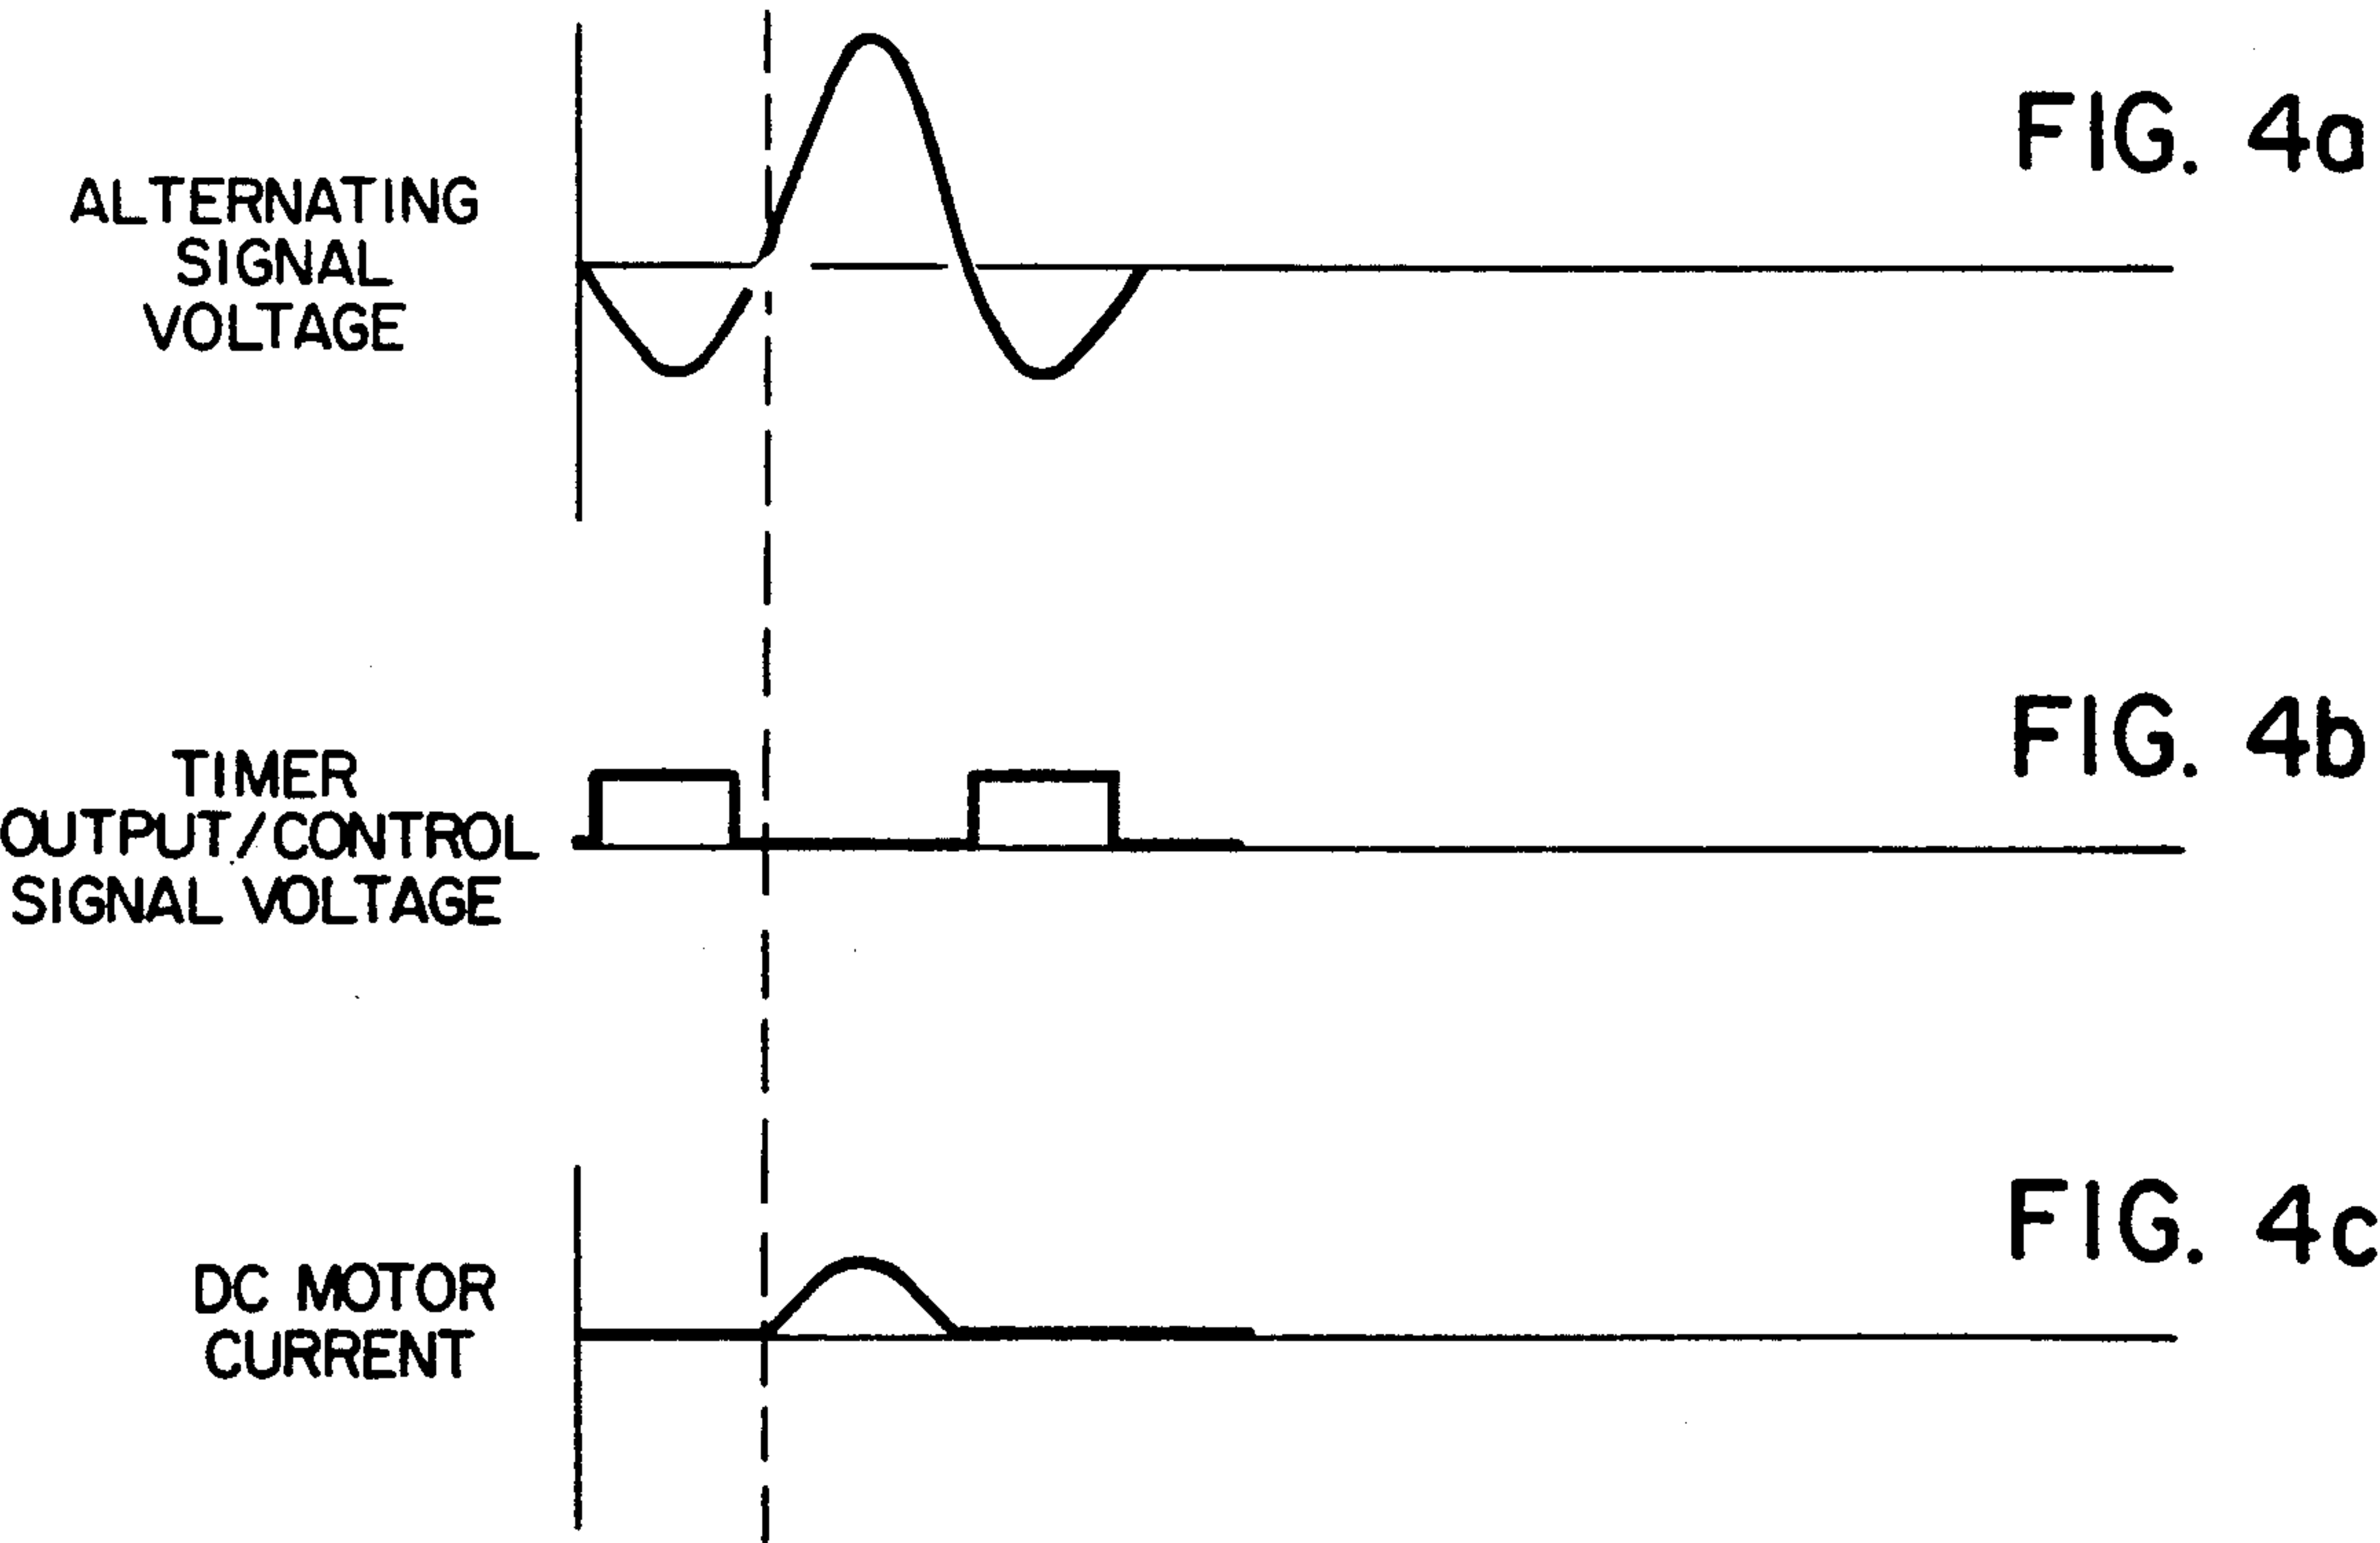 FIG. 4a
ALTERNATING
SIGNAL
VOLTAGE
FIG. 4b
TIMER
OUTPUT/CONTROL
SIGNAL VOLTAGE
FIG. 4c
DC MOTOR
CURRENT